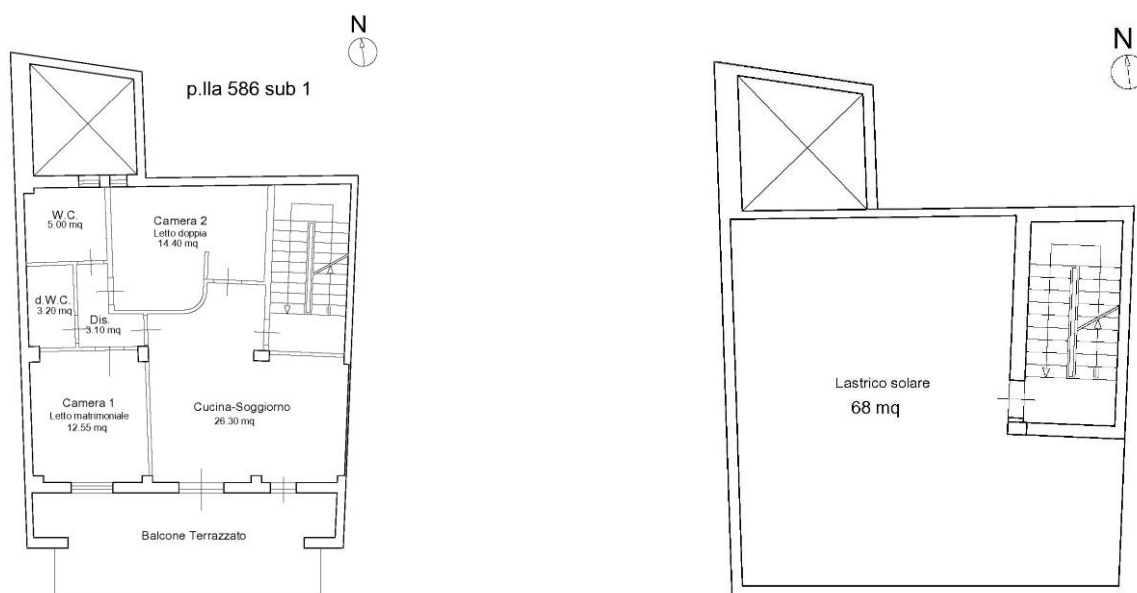 N
p.lla 586 sub 1
W.C.
5.00 mq
Camera 2
Letto doppia
14.40 mq
d.W.C.
3.20 mq
Dis.
3.10 mq
Camera 1
Letto matrimoniale
12.55 mq
Cucina-Soggiorno
26.30 mq
Balcone Terrazzato
N
Lastrico solare
68 mq